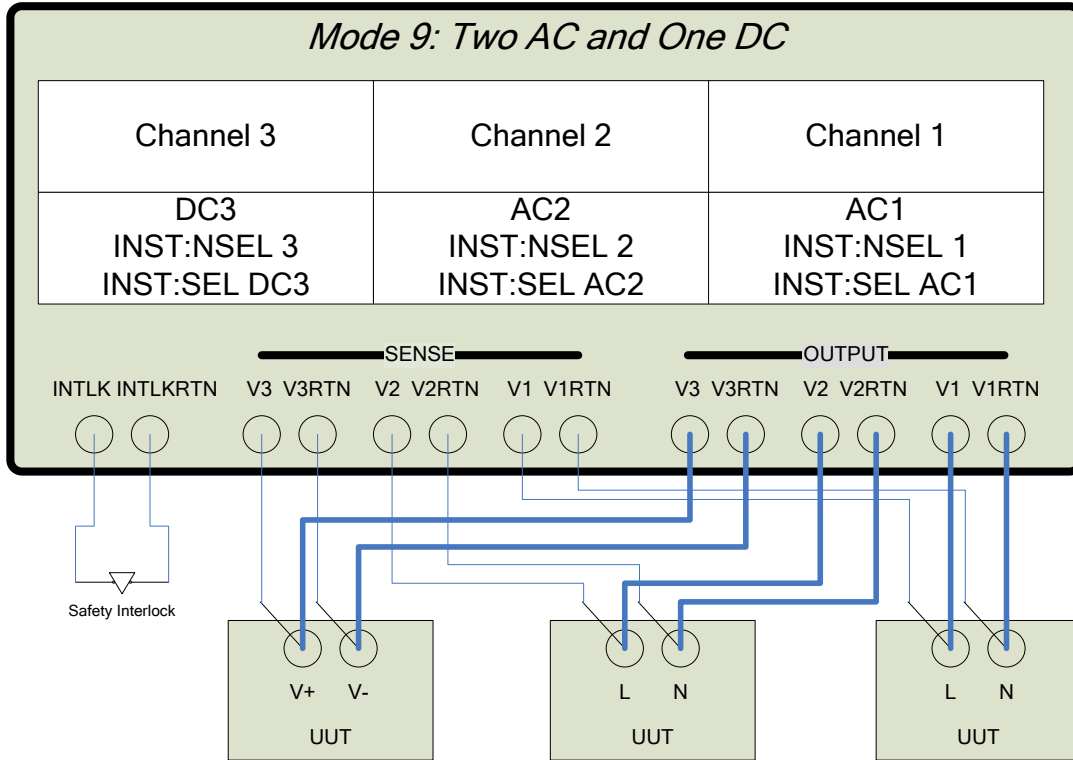 Mode 9: Two AC and One DC
Channel 3 Channel 2 Channel 1
DC3 AC2 AC1
INST:NSEL 3 INST:NSEL 2 INST:NSEL 1
INST:SEL DC3 INST:SEL AC2 INST:SEL AC1
SENSE OUTPUT
INTLK INTLKRTN V3 V3RTN V2 V2RTN V1 V1RTN V3 V3RTN V2 V2RTN V1 V1RTN
Safety Interlock
V+ V- L N L N
UUT UUT UUT